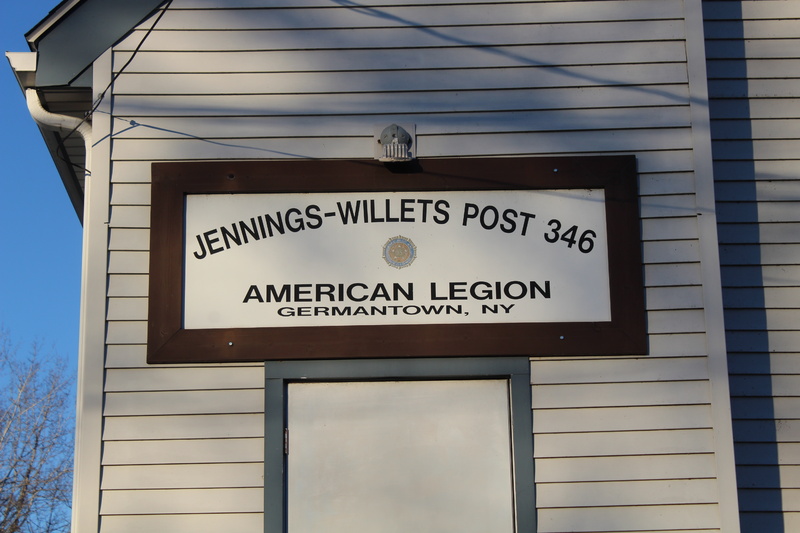 JENNINGS-WILLETS POST 346
AMERICAN LEGION
GERMANTOWN, NY